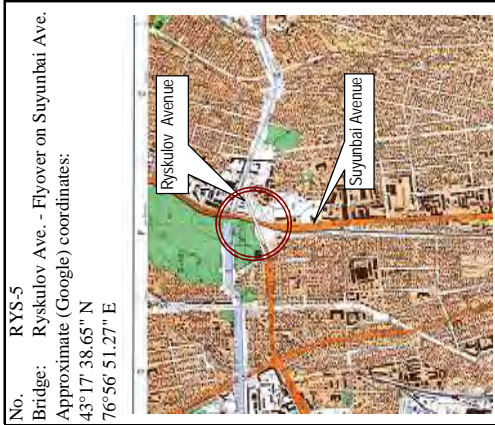 No. RYS-5
Bridge: Ryskulov Ave. - Flyover on Suyunbai Ave.
Approximate (Google) coordinates:
43°17' 38.65" N
76°56' 51.27" E
Ryskulov Avenue
Suyunbai Avenue